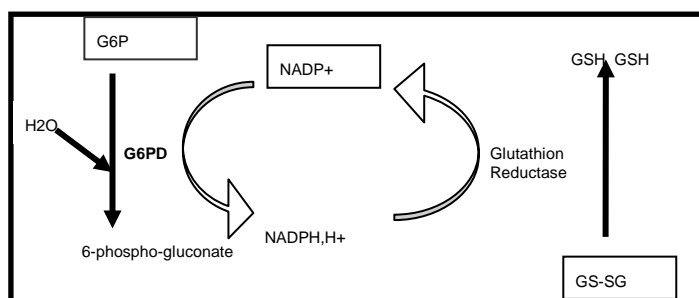 G6P
NADP+
GSH GSH
H2O
G6PD
Glutathion
Reductase
NADPH,H+
6-phospho-gluconate
GS-SG